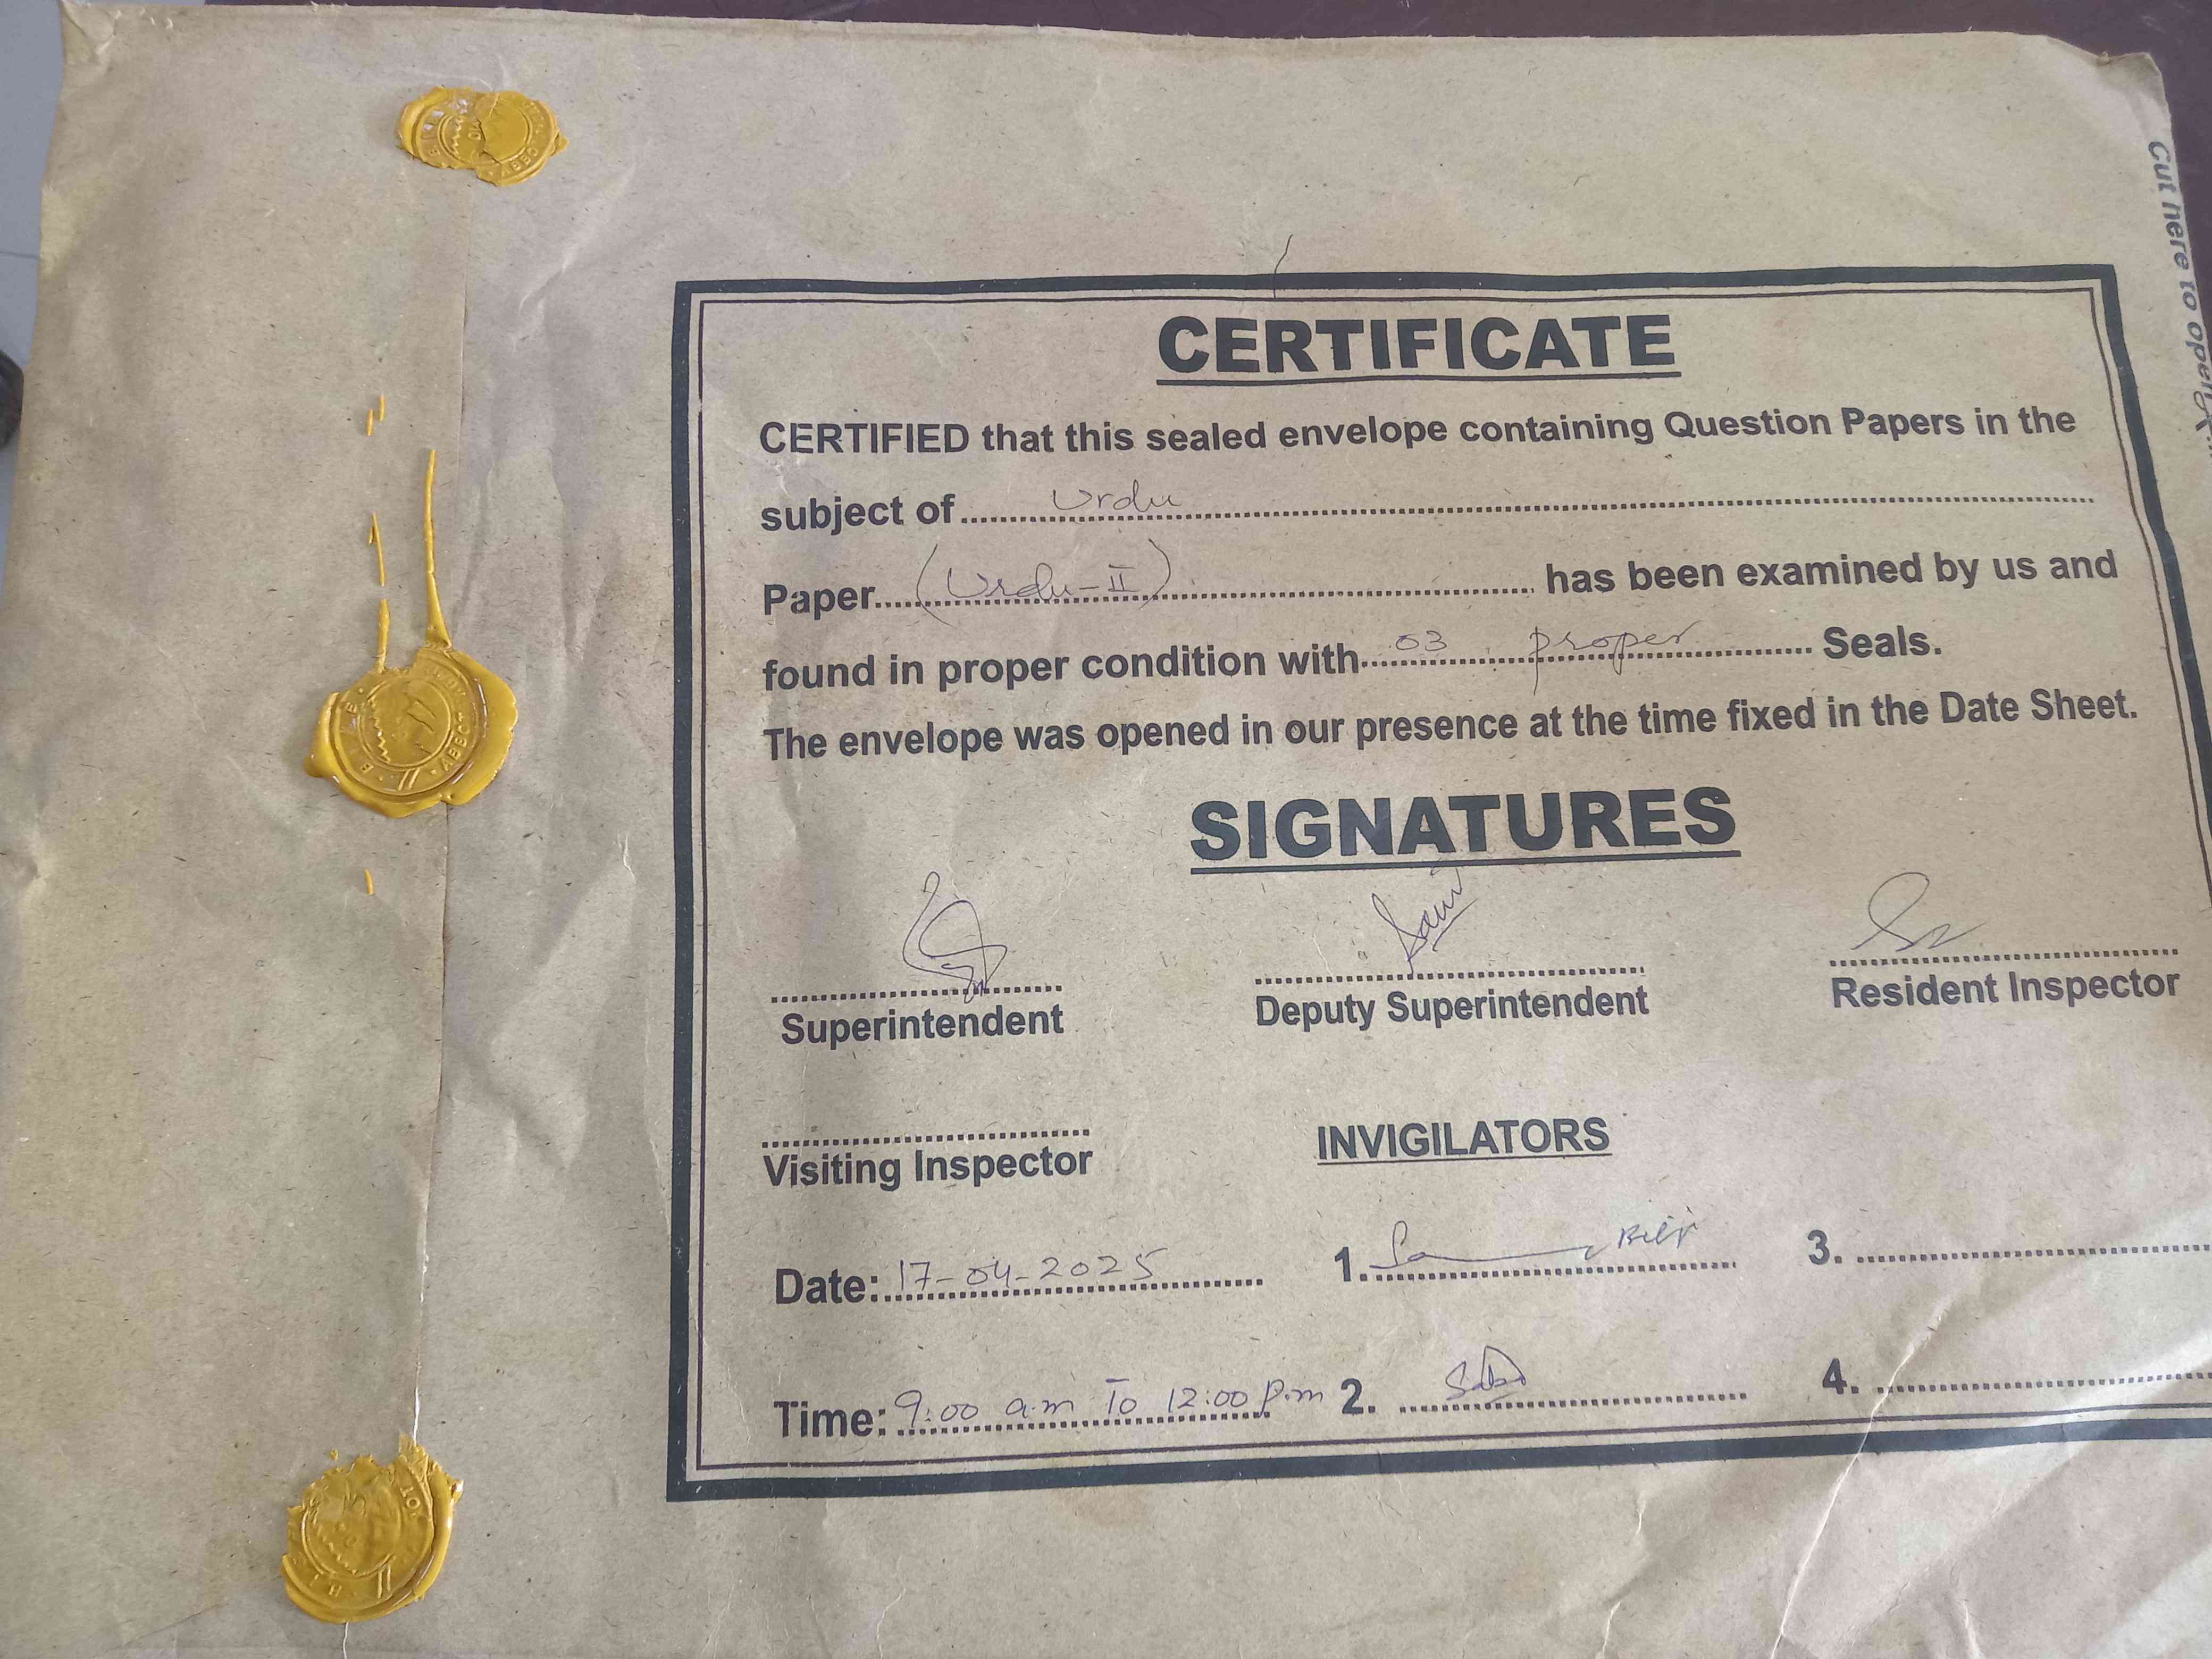 Cut here to open
CERTIFICATE
CERTIFIED that this sealed envelope containing Question Papers in the
subject of Urdu
Paper (Urdu-II) has been examined by us and
found in proper condition with 03 proper Seals.
The envelope was opened in our presence at the time fixed in the Date Sheet.
SIGNATURES
Superintendent
Deputy Superintendent
Resident Inspector
Visiting Inspector
INVIGILATORS
Date: 17-04-2025
1.
3.
Time: 9:00 a.m To 12:00 p.m
2.
4.